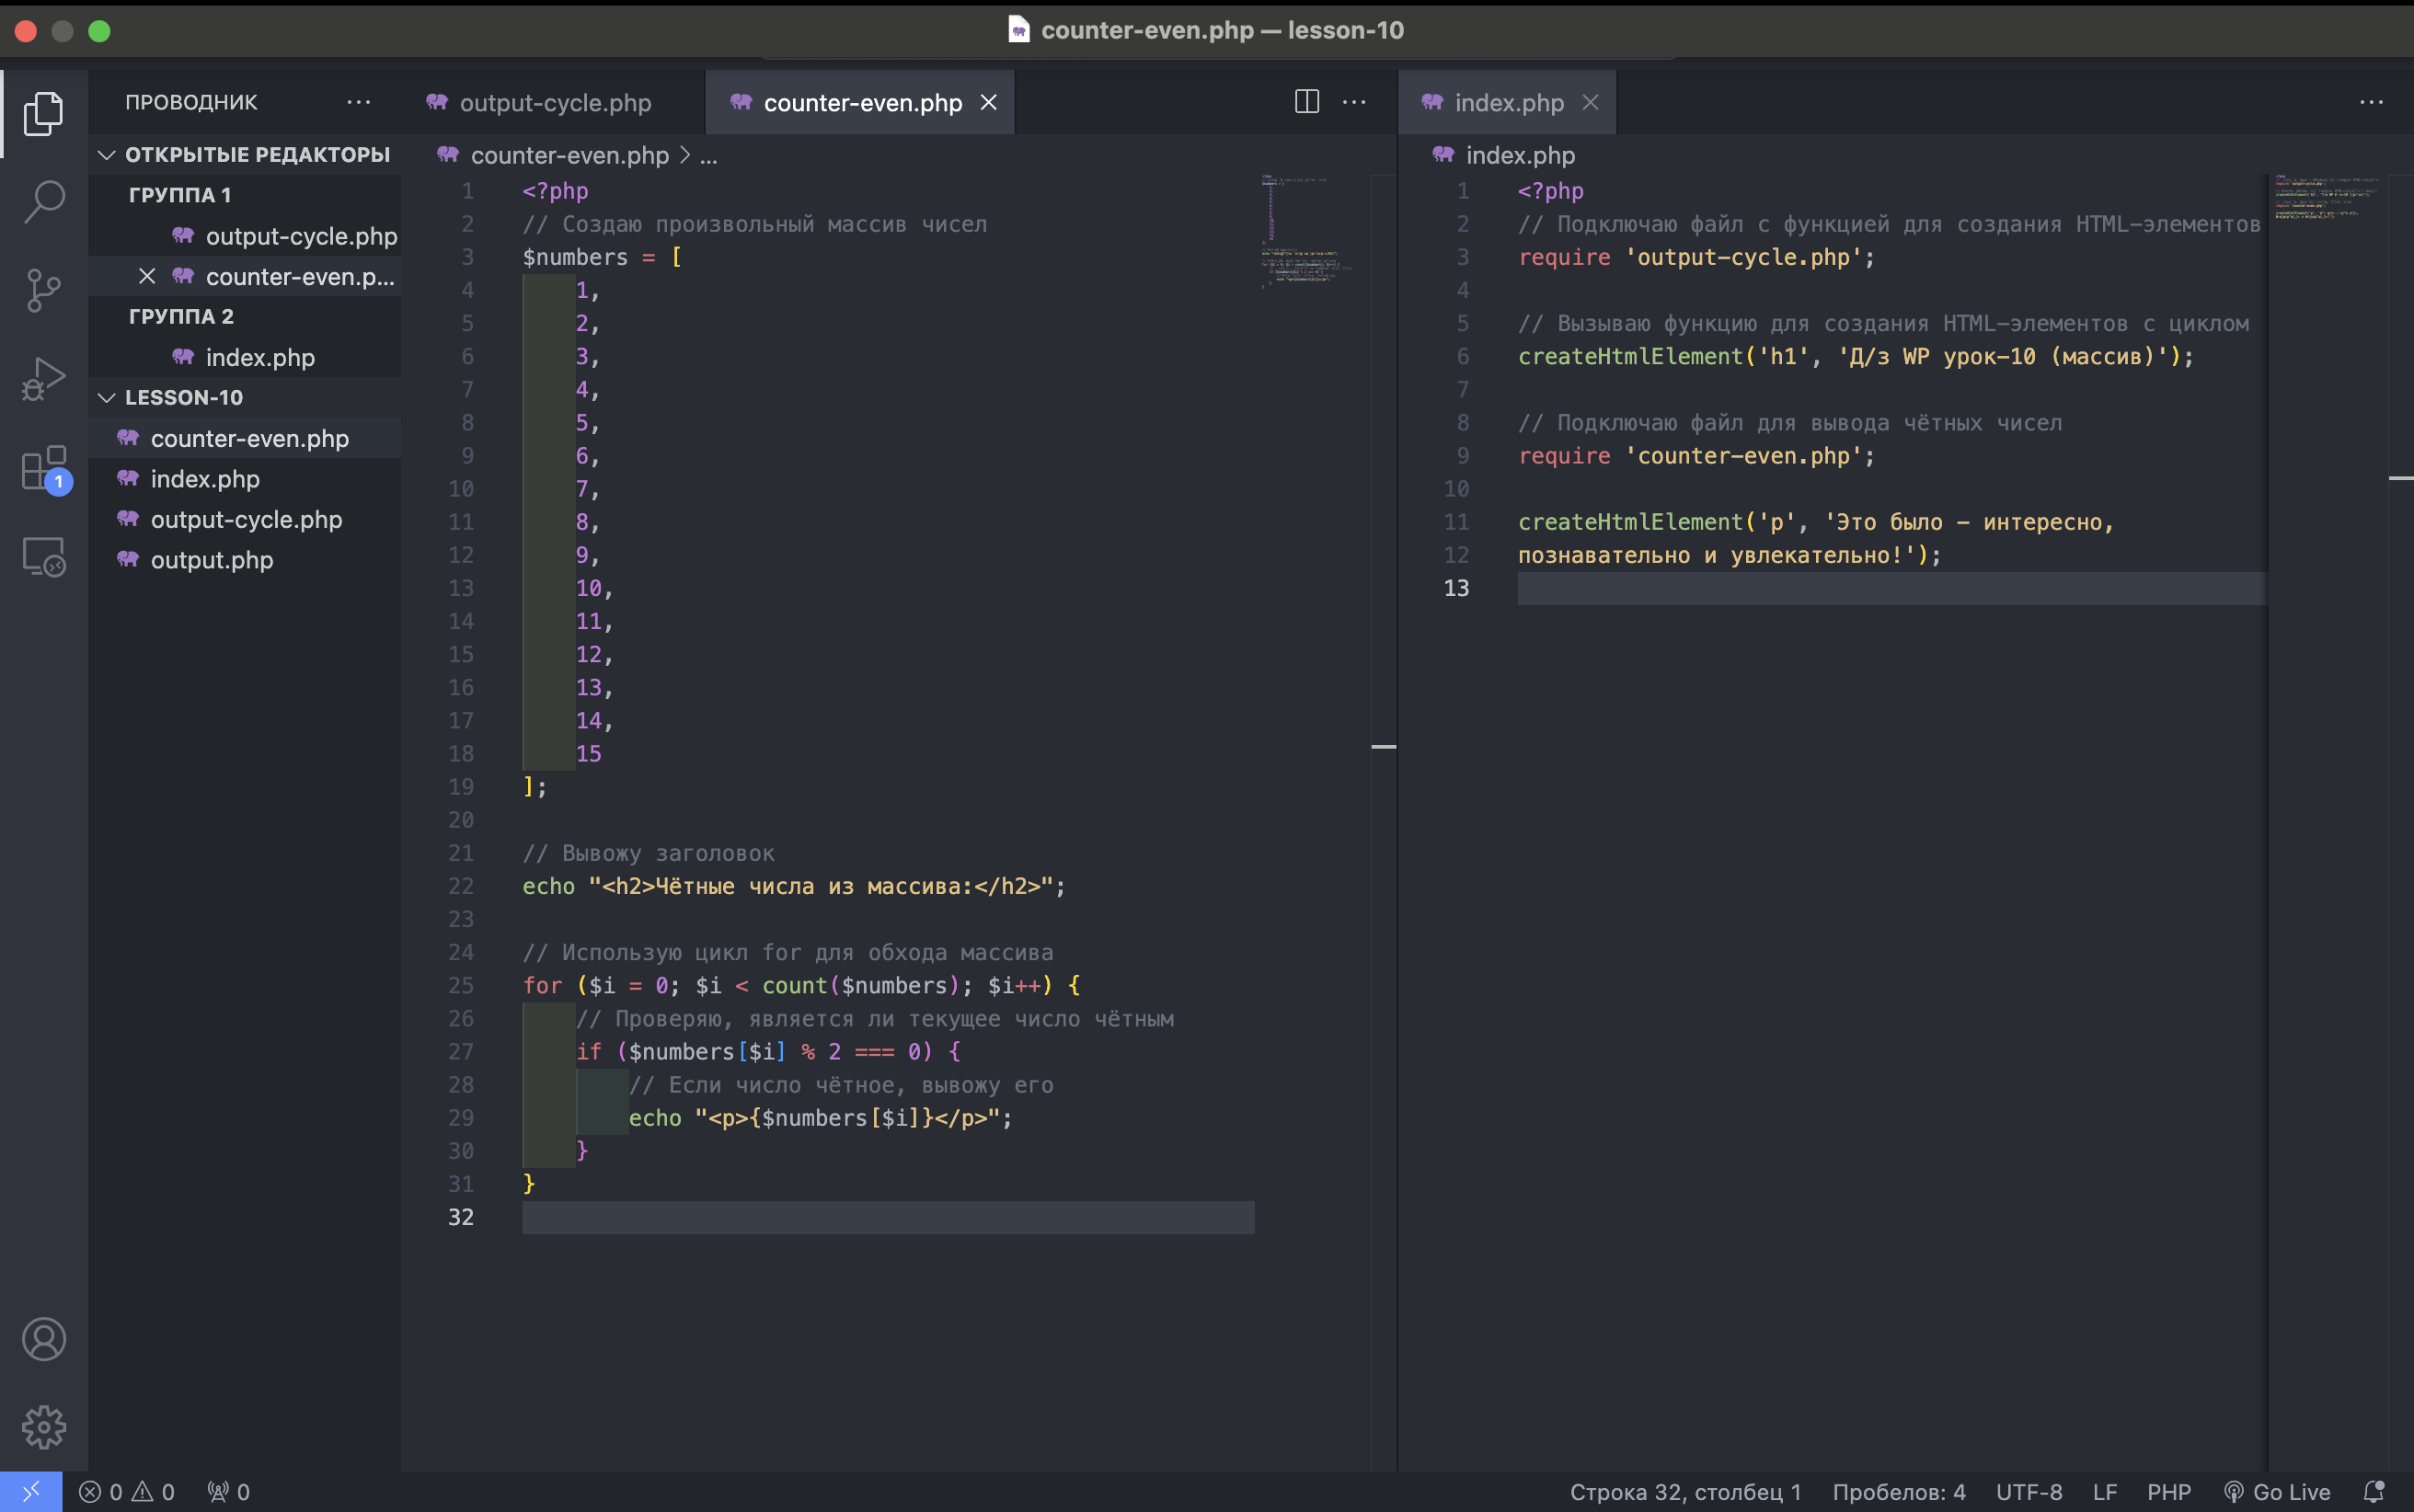 counter-even.php — lesson-10
ПРОВОДНИК
ОТКРЫТЫЕ РЕДАКТОРЫ
ГРУППА 1
output-cycle.php
counter-even.p...
ГРУППА 2
index.php
LESSON-10
counter-even.php
index.php
output-cycle.php
output.php
1
output-cycle.php
counter-even.php
counter-even.php > ...
1 <?php
2 // Создаю произвольный массив чисел
3 $numbers = [
4 1,
5 2,
6 3,
7 4,
8 5,
9 6,
10 7,
11 8,
12 9,
13 10,
14 11,
15 12,
16 13,
17 14,
18 15
19 ];
20
21 // Вывожу заголовок
22 echo "<h2>Чётные числа из массива:</h2>";
23
24 // Использую цикл for для обхода массива
25 for ($i = 0; $i < count($numbers); $i++) {
26 // Проверяю, является ли текущее число чётным
27 if ($numbers[$i] % 2 === 0) {
28 // Если число чётное, вывожу его
29 echo "<p>{$numbers[$i]}</p>";
30 }
31 }
32
index.php
index.php
1 <?php
2 // Подключаю файл с функцией для создания HTML-элементов
3 require 'output-cycle.php';
4
5 // Вызываю функцию для создания HTML-элементов с циклом
6 createHtmlElement('h1', 'Д/з WP урок-10 (массив)');
7
8 // Подключаю файл для вывода чётных чисел
9 require 'counter-even.php';
10
11 createHtmlElement('p', 'Это было - интересно,
12 познавательно и увлекательно!');
13
0 0 0
Строка 32, столбец 1 Пробелов: 4 UTF-8 LF PHP Go Live